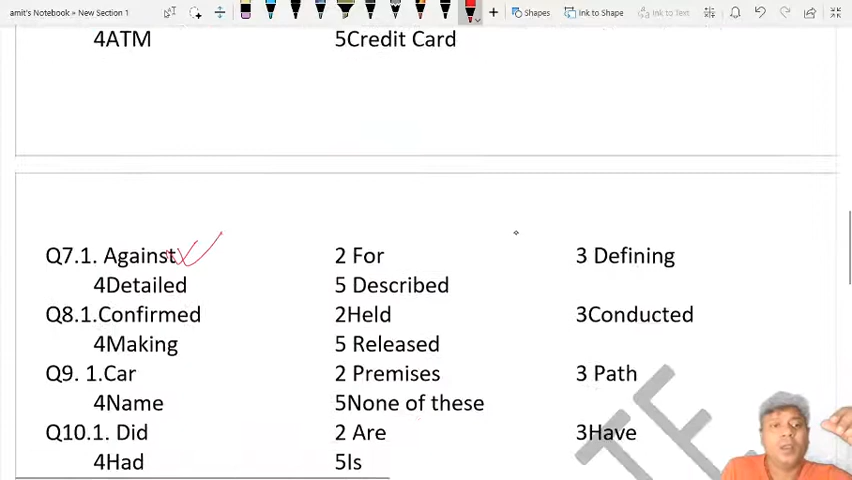 amit's Notebook » New Section 1
Shapes
Ink to Shape
Ink to Text
4ATM 5Credit Card
Q7.1. Against 2 For 3 Defining
4Detailed 5 Described
Q8.1.Confirmed 2Held 3Conducted
4Making 5 Released
Q9. 1.Car 2 Premises 3 Path
4Name 5None of these
Q10.1. Did 2 Are 3Have
4Had 5Is